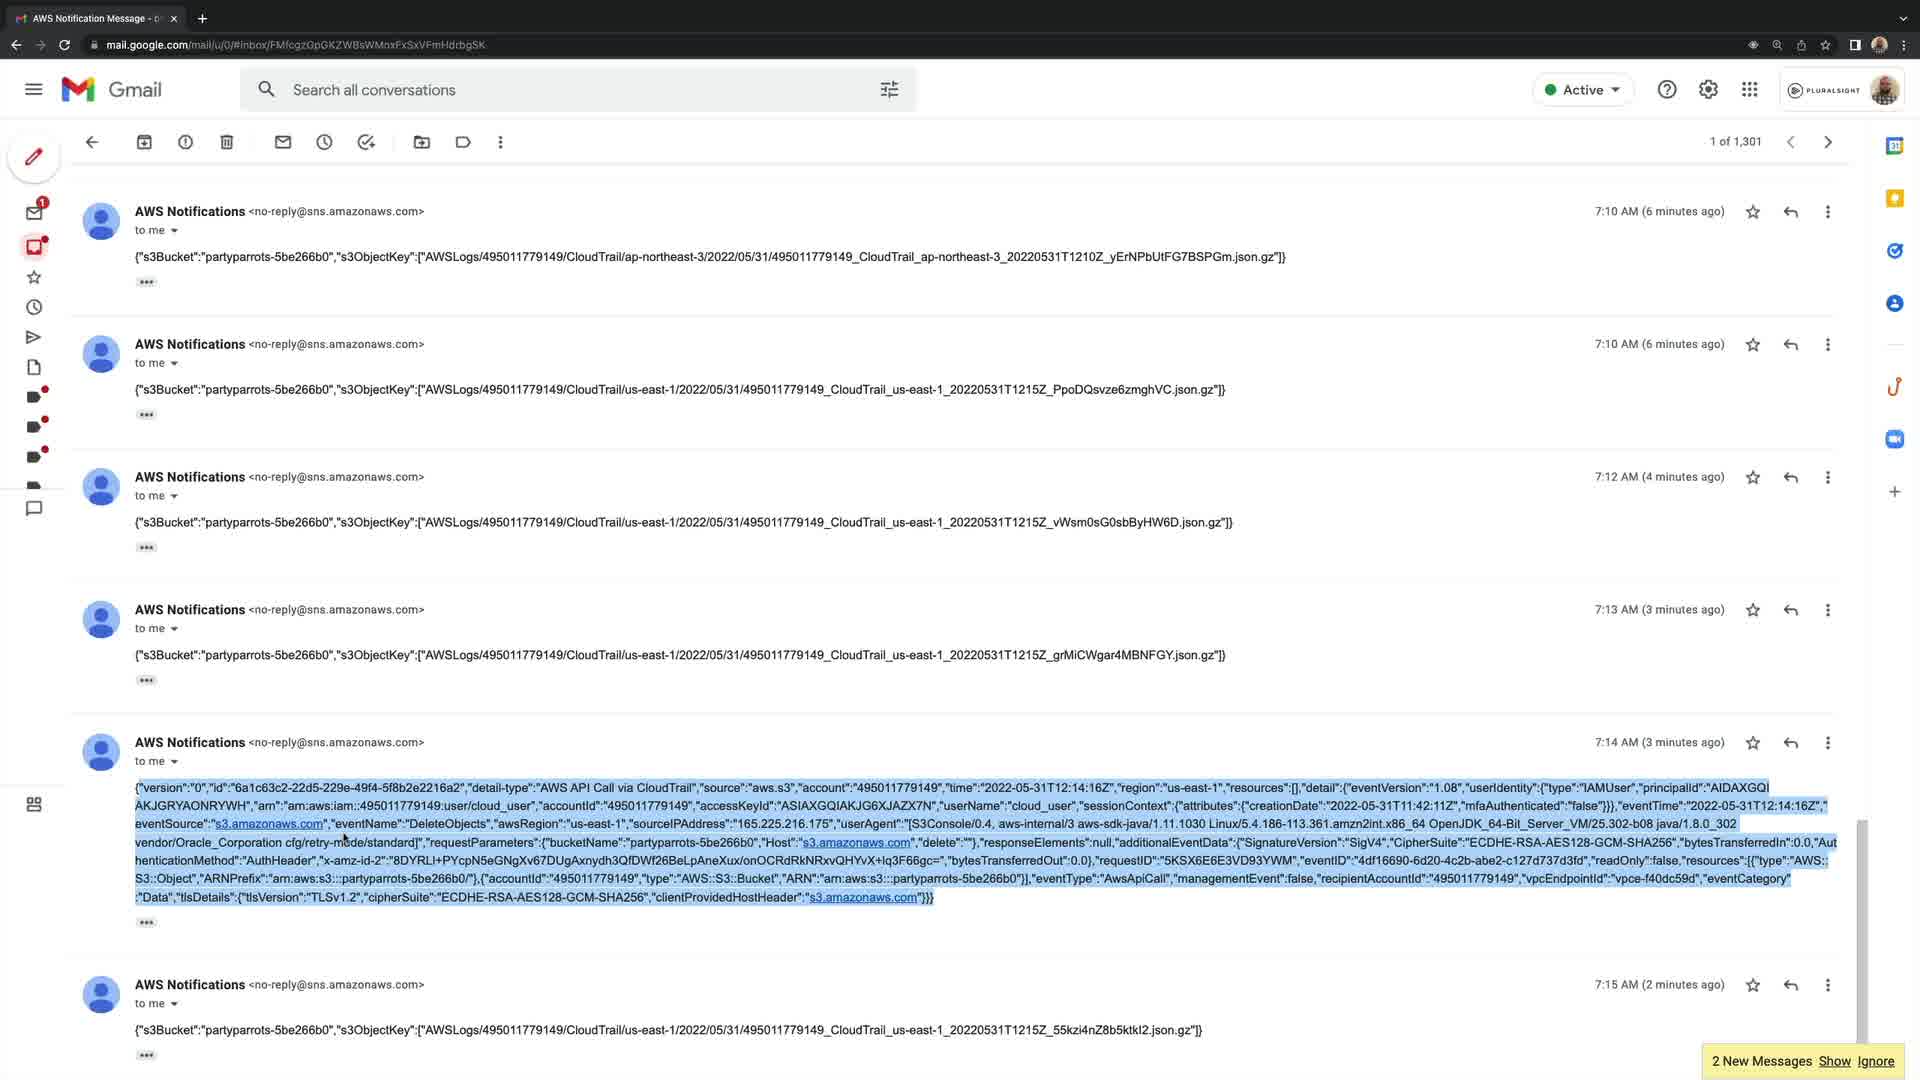 AWS Notification Message - p
mail.google.com/mail/u/0/#inbox/FMfcgzGpGKZWBsWMnxFxSxVFmHdrbgSK
Gmail
Search all conversations
Active
PLURALSIGHT
1 of 1,301
1
31
AWS Notifications <no-reply@sns.amazonaws.com>
7:10 AM (6 minutes ago)
to me
{"s3Bucket":"partyparrots-5be266b0","s3ObjectKey":["AWSLogs/495011779149/CloudTrail/ap-northeast-3/2022/05/31/495011779149_CloudTrail_ap-northeast-3_20220531T1210Z_yErNPbUtFG7BSPGm.json.gz"]}
AWS Notifications <no-reply@sns.amazonaws.com>
7:10 AM (6 minutes ago)
to me
{"s3Bucket":"partyparrots-5be266b0","s3ObjectKey":["AWSLogs/495011779149/CloudTrail/us-east-1/2022/05/31/495011779149_CloudTrail_us-east-1_20220531T1215Z_PpoDQsvze6zmghVC.json.gz"]}
AWS Notifications <no-reply@sns.amazonaws.com>
7:12 AM (4 minutes ago)
to me
{"s3Bucket":"partyparrots-5be266b0","s3ObjectKey":["AWSLogs/495011779149/CloudTrail/us-east-1/2022/05/31/495011779149_CloudTrail_us-east-1_20220531T1215Z_vWsm0sG0sbByHW6D.json.gz"]}
AWS Notifications <no-reply@sns.amazonaws.com>
7:13 AM (3 minutes ago)
to me
{"s3Bucket":"partyparrots-5be266b0","s3ObjectKey":["AWSLogs/495011779149/CloudTrail/us-east-1/2022/05/31/495011779149_CloudTrail_us-east-1_20220531T1215Z_grMiCWgar4MBNFGY.json.gz"]}
AWS Notifications <no-reply@sns.amazonaws.com>
7:14 AM (3 minutes ago)
to me
{"version":"0","id":"6a1c63c2-22d5-229e-49f4-5f8b2e2216a2","detail-type":"AWS API Call via CloudTrail","source":"aws.s3","account":"495011779149","time":"2022-05-31T12:14:16Z","region":"us-east-1","resources":[],"detail":{"eventVersion":"1.08","userIdentity":{"type":"IAMUser","principalId":"AIDAXGQI
AKJGRYAONRYWH","arn":"arn:aws:iam::495011779149:user/cloud_user","accountId":"495011779149","accessKeyId":"ASIAXGQIAKJG6XJAZX7N","userName":"cloud_user","sessionContext":{"attributes":{"creationDate":"2022-05-31T11:42:11Z","mfaAuthenticated":"false"}}},"eventTime":"2022-05-31T12:14:16Z","
eventSource":"s3.amazonaws.com","eventName":"DeleteObjects","awsRegion":"us-east-1","sourceIPAddress":"165.225.216.175","userAgent":"[S3Console/0.4, aws-internal/3 aws-sdk-java/1.11.1030 Linux/5.4.186-113.361.amzn2int.x86_64 OpenJDK_64-Bit_Server_VM/25.302-b08 java/1.8.0_302
vendor/Oracle_Corporation cfg/retry-mode/standard]","requestParameters":{"bucketName":"partyparrots-5be266b0","Host":"s3.amazonaws.com","delete":""},"responseElements":null,"additionalEventData":{"SignatureVersion":"SigV4","CipherSuite":"ECDHE-RSA-AES128-GCM-SHA256","bytesTransferredIn":0.0,"Aut
henticationMethod":"AuthHeader","x-amz-id-2":"8DYRLI+PYcpN5eGNgXv67DUgAxnydh3QfDWf26BeLpAneXux/onOCRdRkNRxvQHYvX+lq3F66gc=","bytesTransferredOut":0.0},"requestID":"5KSX6E6E3VD93YWM","eventID":"4df16690-6d20-4c2b-abe2-c127d737d3fd","readOnly":false,"resources":[{"type":"AWS::
S3::Object","ARNPrefix":"arn:aws:s3:::partyparrots-5be266b0/"},{"accountId":"495011779149","type":"AWS::S3::Bucket","ARN":"arn:aws:s3:::partyparrots-5be266b0"}],"eventType":"AwsApiCall","managementEvent":false,"recipientAccountId":"495011779149","vpcEndpointId":"vpce-f40dc59d","eventCategory"
:"Data","tlsDetails":{"tlsVersion":"TLSv1.2","cipherSuite":"ECDHE-RSA-AES128-GCM-SHA256","clientProvidedHostHeader":"s3.amazonaws.com"}}}
AWS Notifications <no-reply@sns.amazonaws.com>
7:15 AM (2 minutes ago)
to me
{"s3Bucket":"partyparrots-5be266b0","s3ObjectKey":["AWSLogs/495011779149/CloudTrail/us-east-1/2022/05/31/495011779149_CloudTrail_us-east-1_20220531T1215Z_55kzi4nZ8b5ktkI2.json.gz"]}
2 New Messages Show Ignore